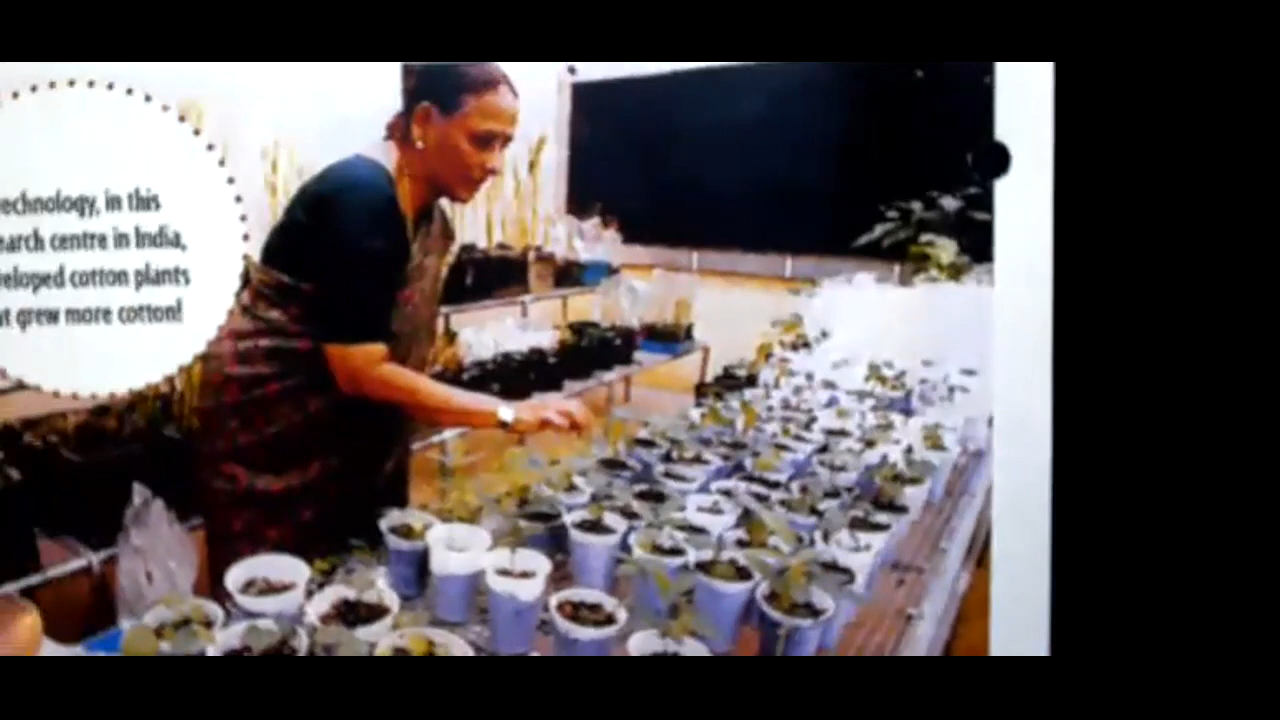 echnology, in this
earch centre in India,
eloped cotton plants
at grew more cotton!